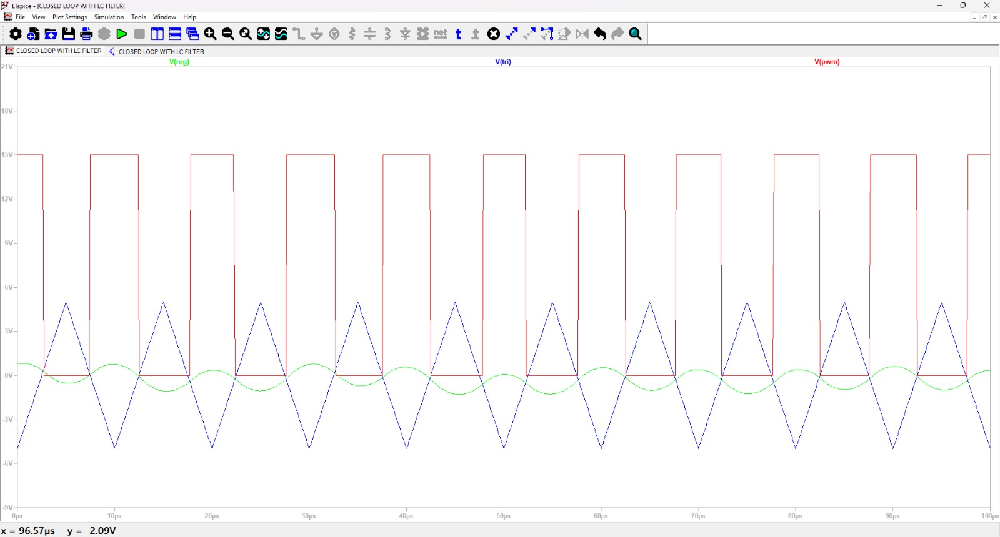 LTspice - [CLOSED LOOP WITH LC FILTER]
File View Plot Settings Simulation Tools Window Help
net t t
CLOSED LOOP WITH LC FILTER CLOSED LOOP WITH LC FILTER
V(reg) V(tri) V(pwm)
21V
18V
15V
12V
9V
6V
3V
0V
-3V
-6V
-9V
0µs 10µs 20µs 30µs 40µs 50µs 60µs 70µs 80µs 90µs 100µs
x = 96.57µs y = -2.09V